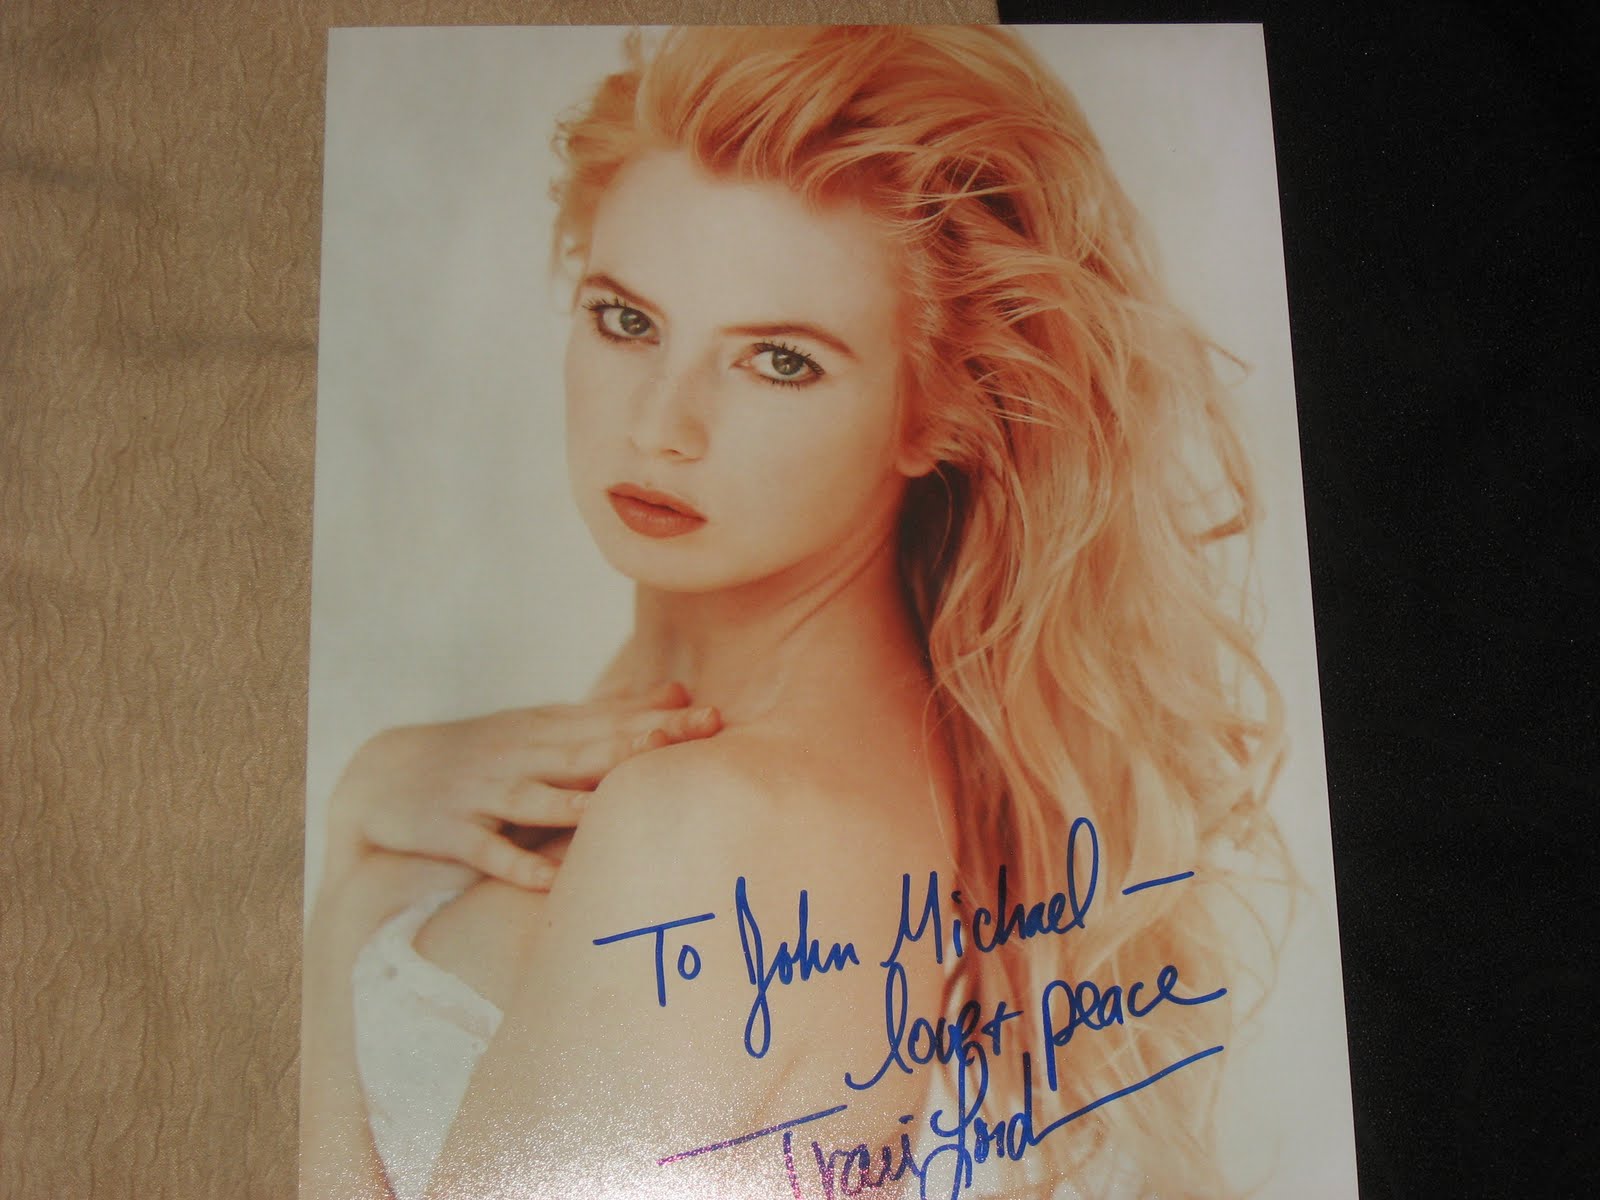 To John Michael -
love + peace
Traci Lord